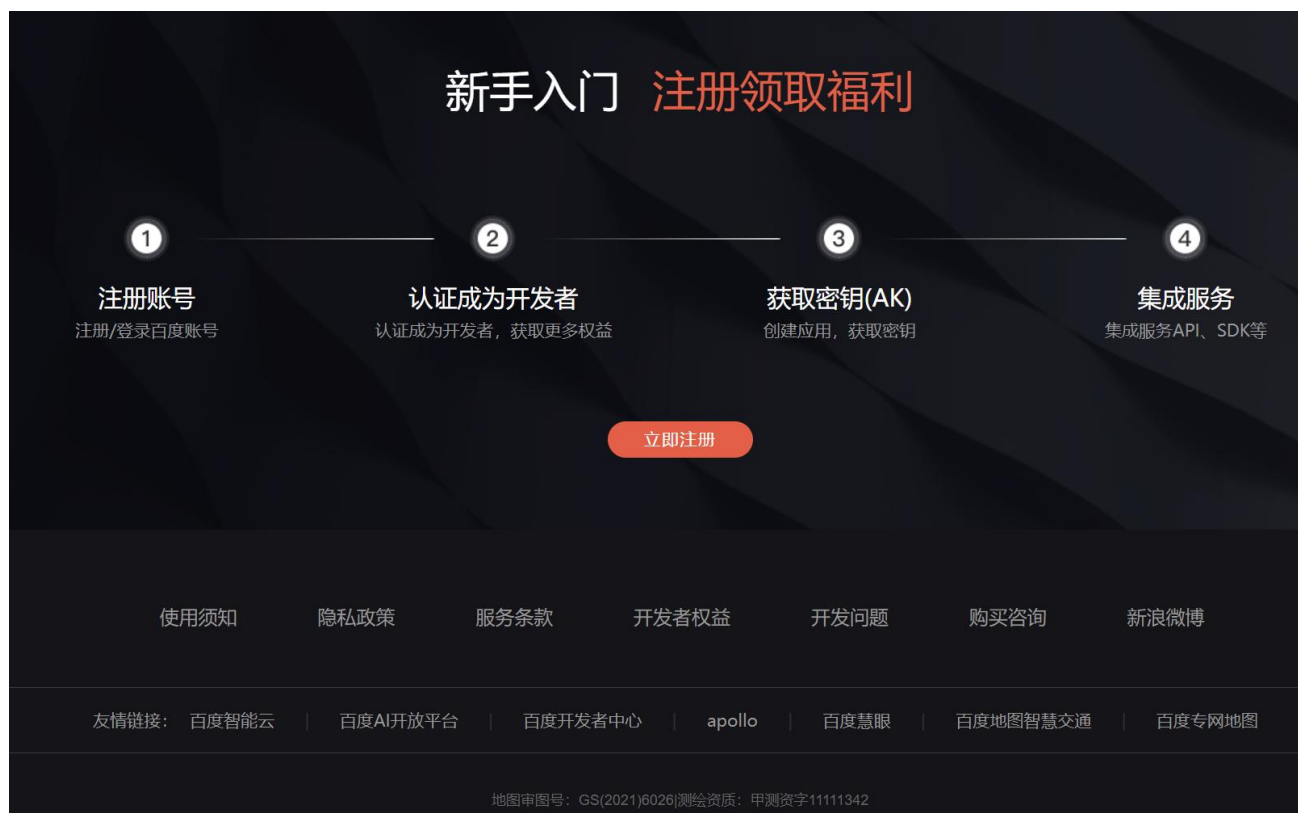 新手入门 注册领取福利
1 2 3 4
注册账号 认证成为开发者 获取密钥(AK) 集成服务
注册/登录百度账号 认证成为开发者，获取更多权益 创建应用，获取密钥 集成服务API、SDK等
立即注册
使用须知 隐私政策 服务条款 开发者权益 开发问题 购买咨询 新浪微博
友情链接： 百度智能云 | 百度AI开放平台 | 百度开发者中心 | apollo | 百度慧眼 | 百度地图智慧交通 | 百度专网地图
地图审图号：GS(2021)6026|测绘资质：甲测资字11111342